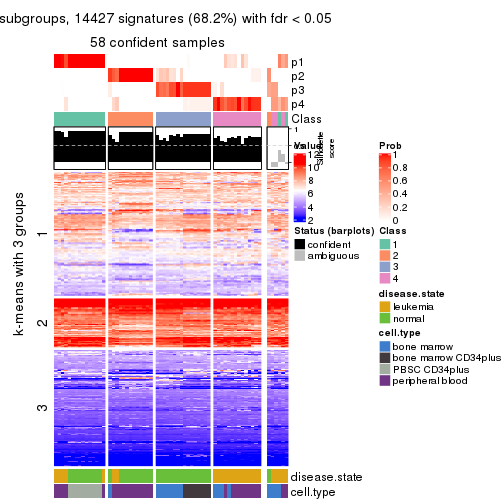 subgroups, 14427 signatures (68.2%) with fdr < 0.05
58 confident samples
p1
p2
p3
p4
Class
1
score
k-means with 3 groups
1
2
3
disease.state
cell.type
Value
12
10
8
6
4
2
Status (barplots)
confident
ambiguous
Prob
1
0.8
0.6
0.4
0.2
0
Class
1
2
3
4
disease.state
leukemia
normal
cell.type
bone marrow
bone marrow CD34plus
PBSC CD34plus
peripheral blood